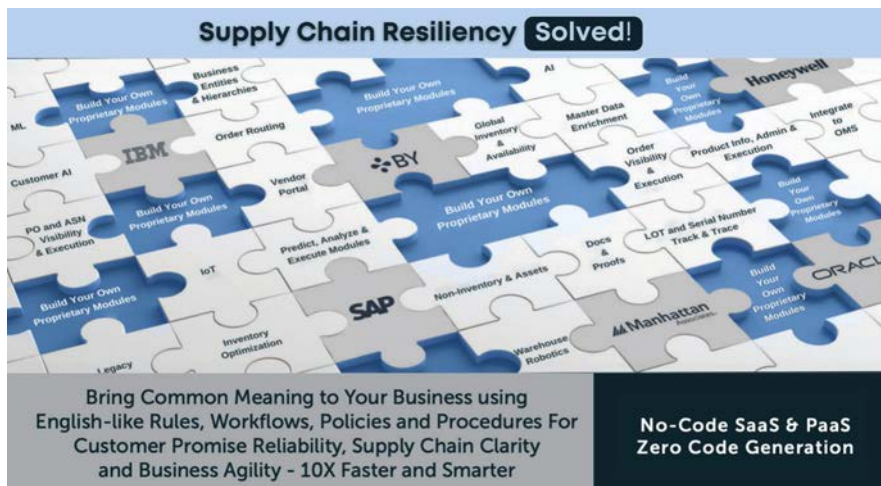 Supply Chain Resiliency Solved!
Business
Entities
& Hierarchies
AI
Build Your Own
Proprietary Modules
Build Your Own
Proprietary Modules
Build
Your
Own
Proprietary
Modules
Honeywell
ML
IBM
Order Routing
BY
Global
Inventory
&
Availability
Master Data
Enrichment
Integrate
to
OMS
Customer AI
Vendor
Portal
Order
Visibility
&
Execution
Product Info, Admin &
Execution
PO and ASN
Visibility
& Execution
Build Your Own
Proprietary Modules
Build Your Own
Proprietary Modules
Build
Your
Own
Proprietary
Modules
IoT
Predict, Analyze &
Execute Modules
Docs
&
Proofs
LOT and Serial Number
Track & Trace
Build Your Own
Proprietary Modules
SAP
Non-Inventory & Assets
Build
Your
Own
Proprietary
Modules
ORACLE
Legacy
Inventory
Optimization
Warehouse
Robotics
Manhattan
Associates
Bring Common Meaning to Your Business using
English-like Rules, Workflows, Policies and Procedures For
Customer Promise Reliability, Supply Chain Clarity
and Business Agility - 10X Faster and Smarter
No-Code SaaS & PaaS
Zero Code Generation